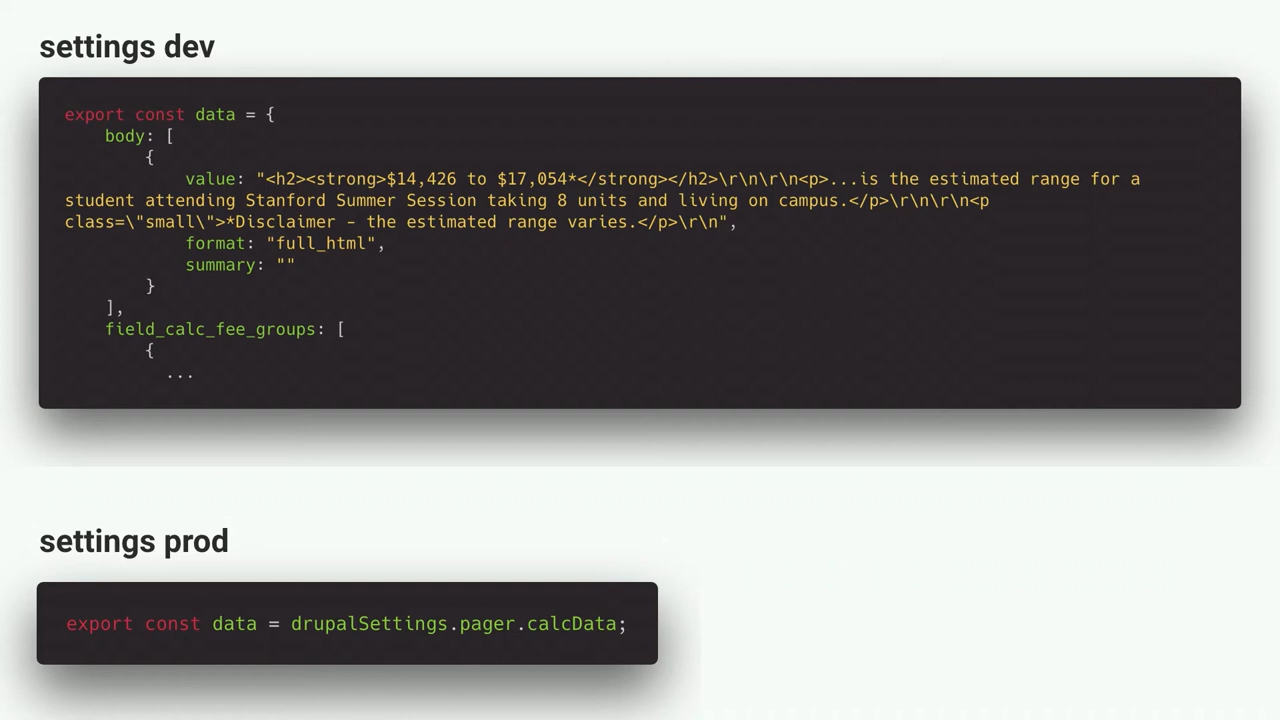 settings dev
export const data = {
    body: [
        {
            value: "<h2><strong>$14,426 to $17,054*</strong></h2>\r\n\r\n<p>...is the estimated range for a
student attending Stanford Summer Session taking 8 units and living on campus.</p>\r\n\r\n<p
class=\"small\">*Disclaimer - the estimated range varies.</p>\r\n",
            format: "full_html",
            summary: ""
        }
    ],
    field_calc_fee_groups: [
        {
          ...
settings prod
export const data = drupalSettings.pager.calcData;